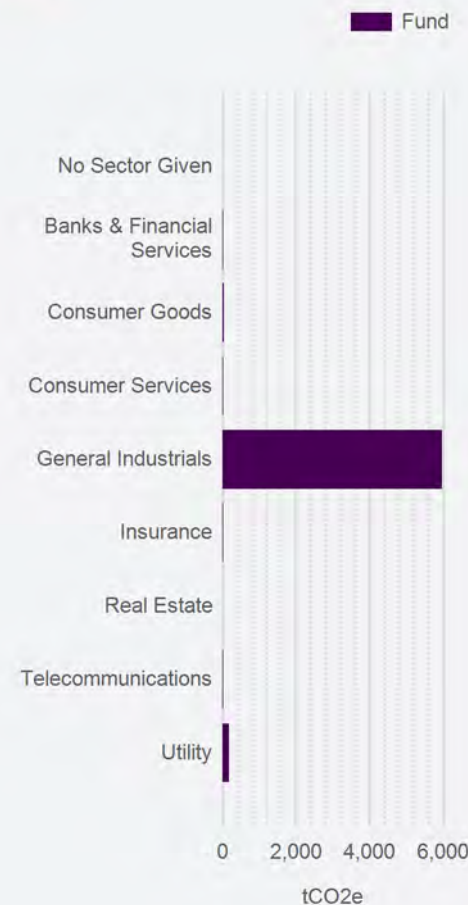 Fund
No Sector Given
Banks & Financial
Services
Consumer Goods
Consumer Services
General Industrials
Insurance
Real Estate
Telecommunications
Utility
0 2,000 4,000 6,000
tCO2e